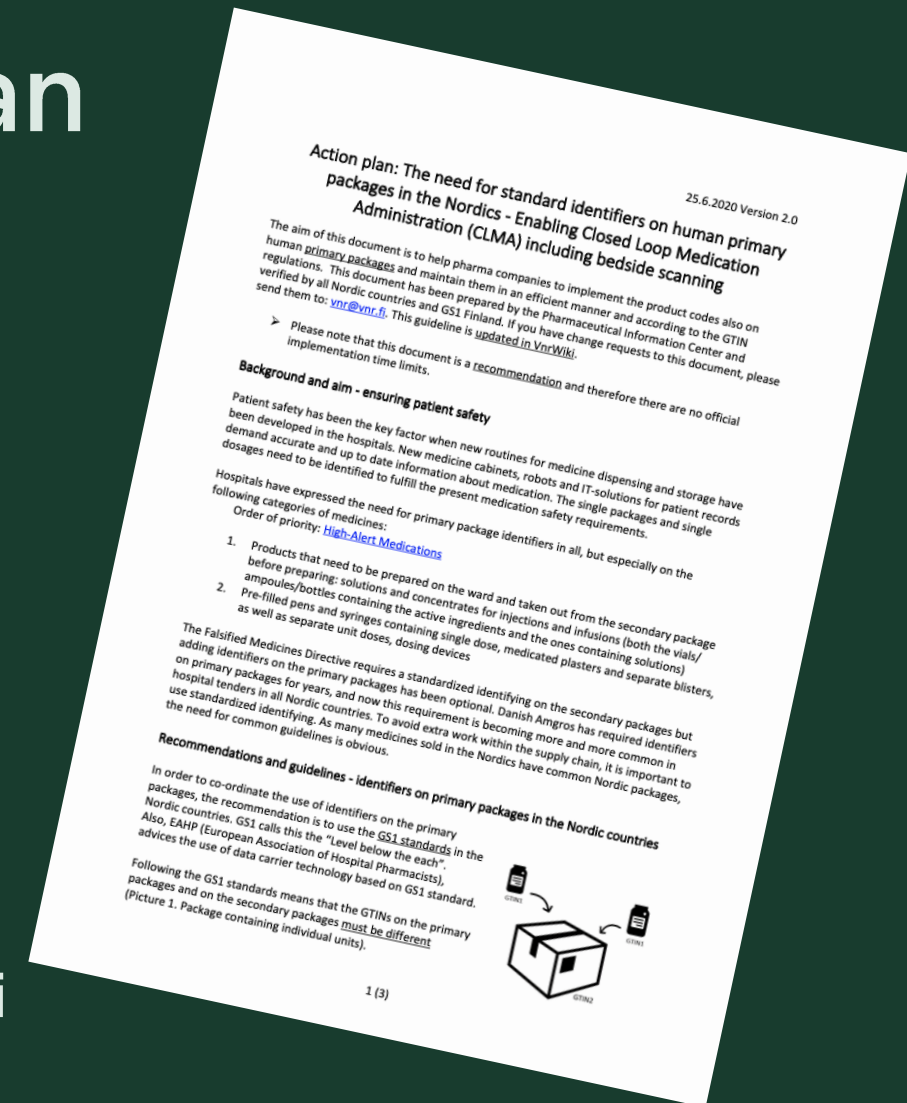 an
25.6.2020 Version 2.0
Action plan: The need for standard identifiers on human primary
packages in the Nordics - Enabling Closed Loop Medication
Administration (CLMA) including bedside scanning
The aim of this document is to help pharma companies to implement the product codes also on
human primary packages and maintain them in an efficient manner and according to the GTIN
regulations. This document has been prepared by the Pharmaceutical Information Center and
verified by all Nordic countries and GS1 Finland. If you have change requests to this document, please
send them to: vnr@vnr.fi. This guideline is updated in VnrWiki.
➢ Please note that this document is a recommendation and therefore there are no official
implementation time limits.
Background and aim - ensuring patient safety
Patient safety has been the key factor when new routines for medicine dispensing and storage have
been developed in the hospitals. New medicine cabinets, robots and IT-solutions for patient records
demand accurate and up to date information about medication. The single packages and single
dosages need to be identified to fulfill the present medication safety requirements.
Hospitals have expressed the need for primary package identifiers in all, but especially on the
following categories of medicines:
Order of priority: High-Alert Medications
1. Products that need to be prepared on the ward and taken out from the secondary package
before preparing: solutions and concentrates for injections and infusions (both the vials/
ampoules/bottles containing the active ingredients and the ones containing solutions)
2. Pre-filled pens and syringes containing single dose, medicated plasters and separate blisters,
as well as separate unit doses, dosing devices
The Falsified Medicines Directive requires a standardized identifying on the secondary packages but
adding identifiers on the primary packages has been optional. Danish Amgros has required identifiers
on primary packages for years, and now this requirement is becoming more and more common in
hospital tenders in all Nordic countries. To avoid extra work within the supply chain, it is important to
use standardized identifying. As many medicines sold in the Nordics have common Nordic packages,
the need for common guidelines is obvious.
Recommendations and guidelines - identifiers on primary packages in the Nordic countries
In order to co-ordinate the use of identifiers on the primary
packages, the recommendation is to use the GS1 standards in the
Nordic countries. GS1 calls this the “Level below the each”.
Also, EAHP (European Association of Hospital Pharmacists),
advices the use of data carrier technology based on GS1 standard.
Following the GS1 standards means that the GTINs on the primary
packages and on the secondary packages must be different
(Picture 1. Package containing individual units).
GTIN1
GTIN1
GTIN2
1 (3)
i